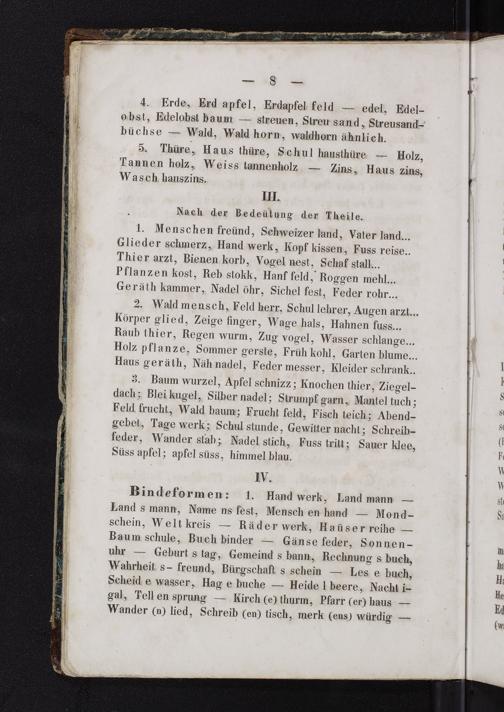 — 8 —
4. Erde, Erd apfel, Erdapfel feld — edel, Edel-
obst, Edelobst baum — streuen, Streu sand, Streusand-
büchse — Wald, Wald horn, waldhorn ähnlich.
5. Thüre, Haus thüre, Schul hausthüre — Holz,
Tannen holz, Weiss tannenholz — Zins, Haus zins,
Wasch hauszins.
III.
Nach der Bedeütung der Theile.
1. Menschen freünd, Schweizer land, Vater land...
Glieder schmerz, Hand werk, Kopf kissen, Fuss reise..
Thier arzt, Bienen korb, Vogel nest, Schaf stall...
Pflanzen kost, Reb stokk, Hanf feld, Roggen mehl...
Geräth kammer, Nadel öhr, Sichel fest, Feder rohr...
2. Wald mensch, Feld herr, Schul lehrer, Augen arzt...
Körper glied, Zeige finger, Wage hals, Hahnen fuss...
Raub thier, Regen wurm, Zug vogel, Wasser schlange...
Holz pflanze, Sommer gerste, Früh kohl, Garten blume...
Haus geräth, Näh nadel, Feder messer, Kleider schrank..
3. Baum wurzel, Apfel schnizz; Knochen thier, Ziegel-
dach; Blei kugel, Silber nadel; Strumpf garn, Mantel tuch;
Feld frucht, Wald baum; Frucht feld, Fisch teich; Abend-
gebet, Tage werk; Schul stunde, Gewitter nacht; Schreib-
feder, Wander stab; Nadel stich, Fuss tritt; Sauer klee,
Süss apfel; apfel süss, himmel blau.
IV.
Bindeformen: 1. Hand werk, Land mann —
Land s mann, Name ns fest, Mensch en hand — Mond-
schein, Welt kreis — Räder werk, Haüser reihe —
Baum schule, Buch binder — Gänse feder, Sonnen-
uhr — Geburt s tag, Gemeind s bann, Rechnung s buch,
Wahrheit s- freund, Bürgschaft s schein — Les e buch,
Scheid e wasser, Hag e buche — Heide l beere, Nacht i-
gal, Tell en sprung — Kirch (e) thurm, Pfarr (er) haus —
Wander (n) lied, Schreib (en) tisch, merk (ens) würdig —